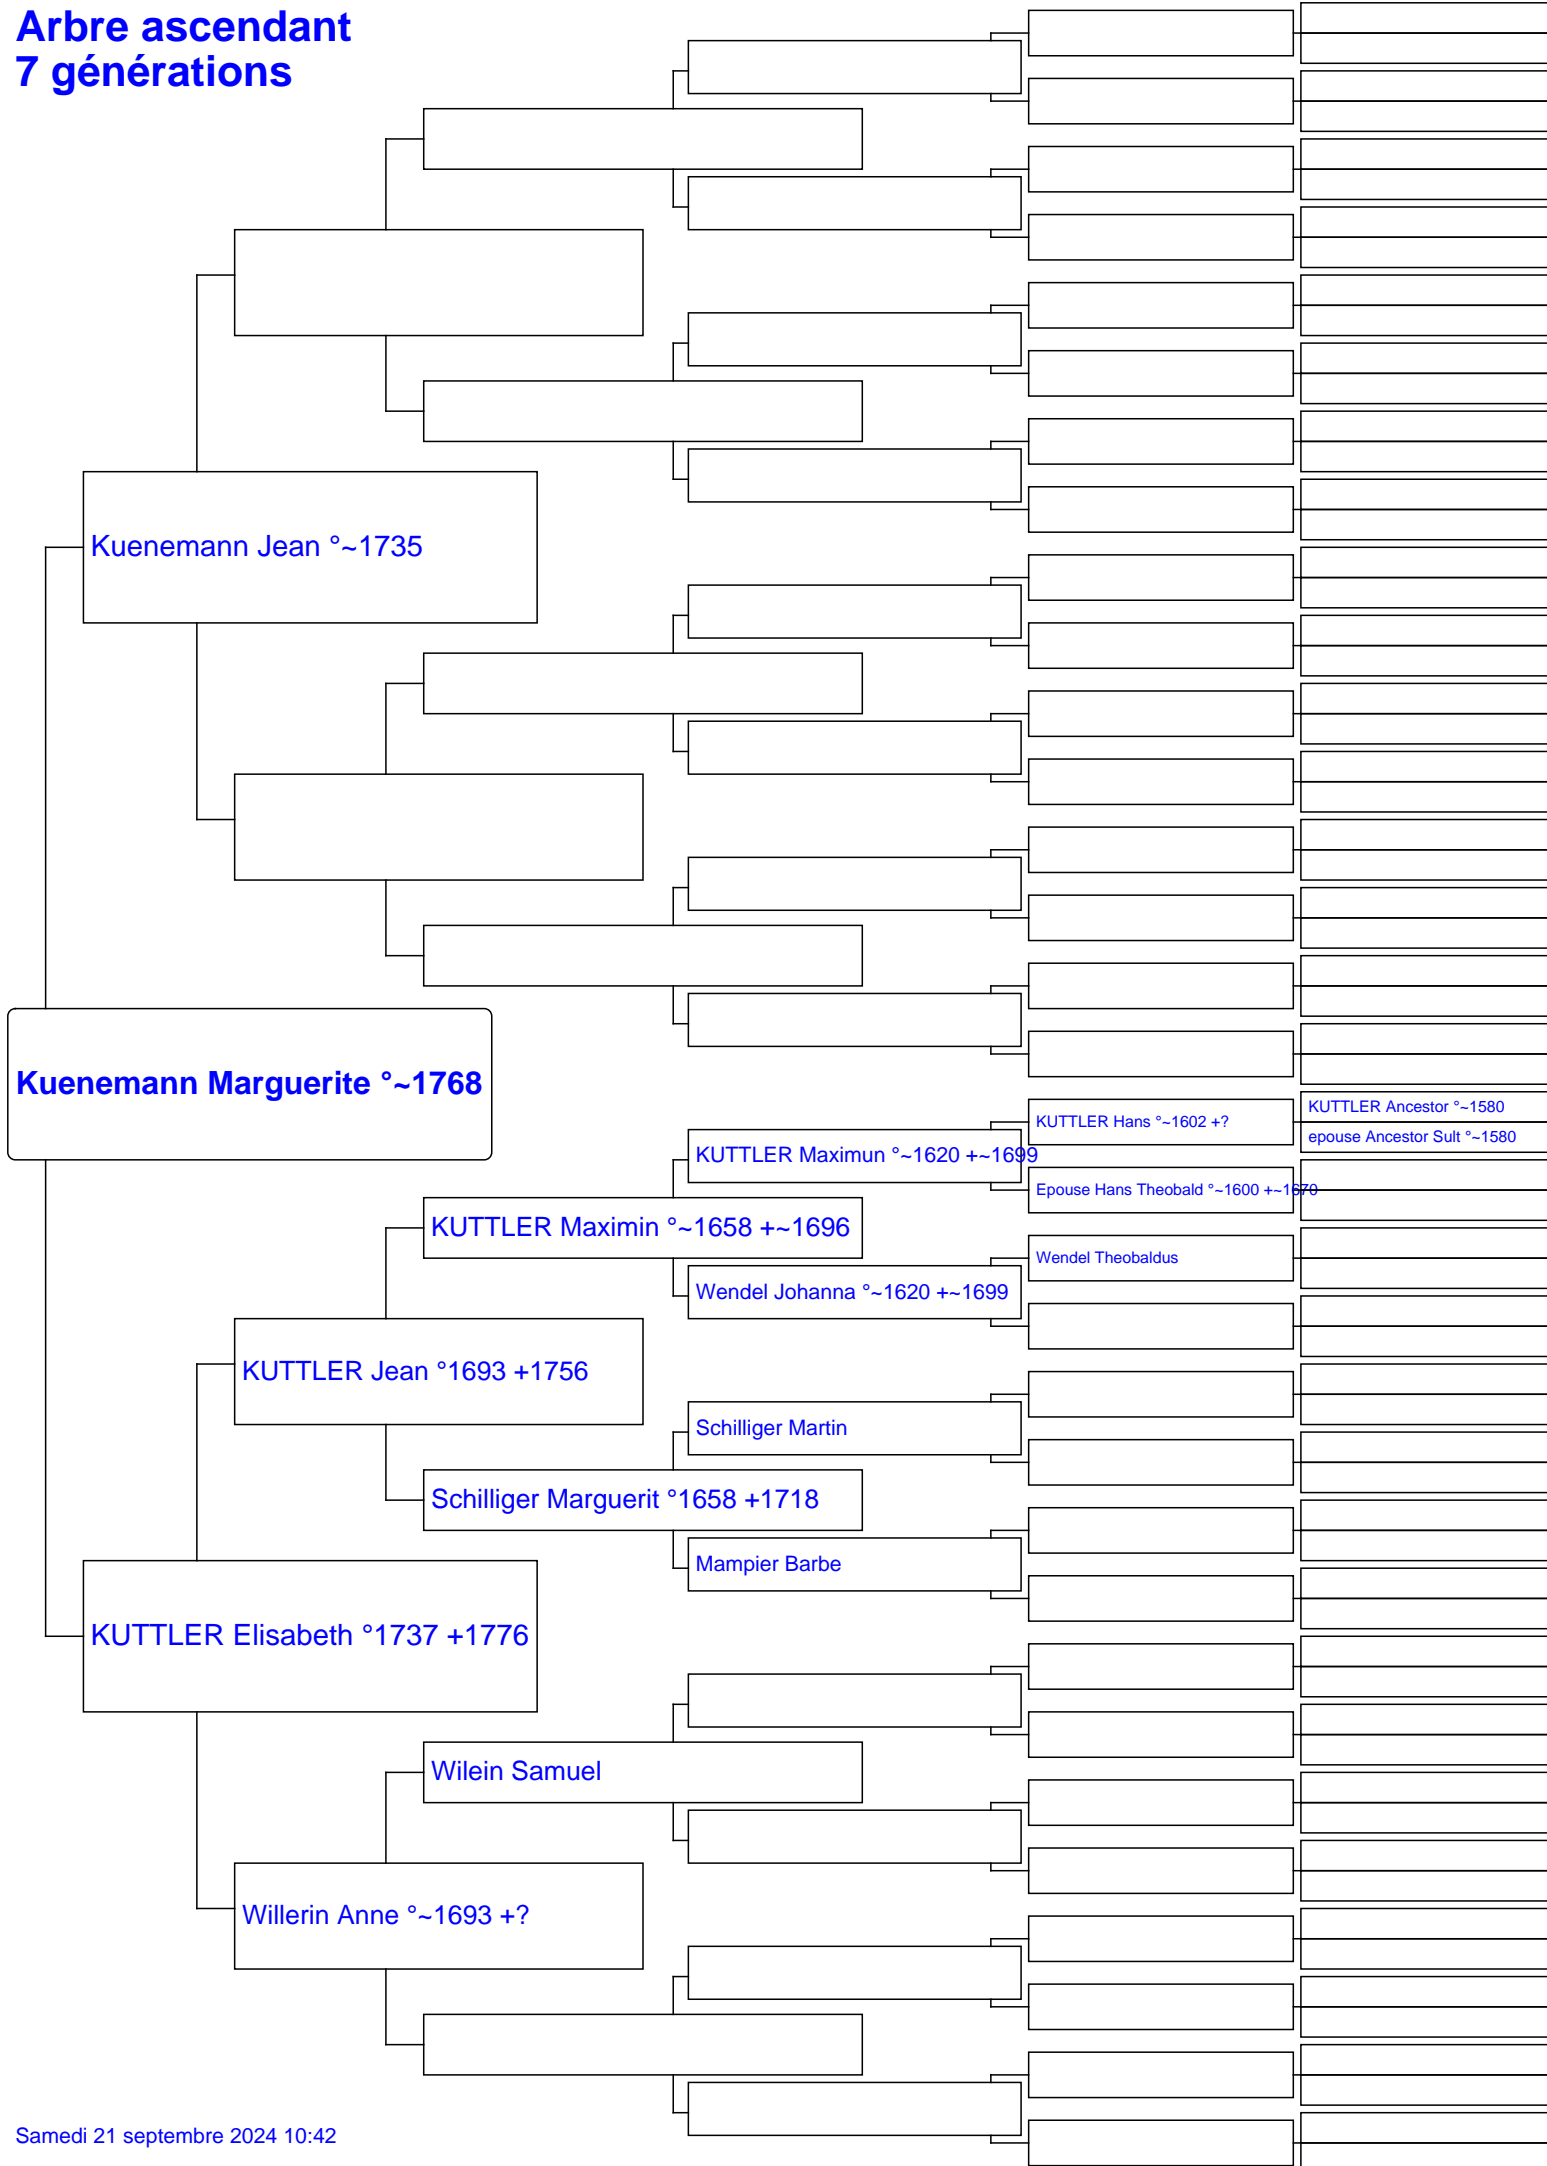 Arbre ascendant
7 générations
Kuenemann Jean °~1735
Kuenemann Marguerite °~1768
KUTTLER Ancestor °~1580
KUTTLER Hans °~1602 +?
epouse Ancestor Sult °~1580
KUTTLER Maximun °~1620 +~1699
Epouse Hans Theobald °~1600 +~1670
KUTTLER Maximin °~1658 +~1696
Wendel Theobaldus
Wendel Johanna °~1620 +~1699
KUTTLER Jean °1693 +1756
Schilliger Martin
Schilliger Marguerit °1658 +1718
Mampier Barbe
KUTTLER Elisabeth °1737 +1776
Wilein Samuel
Willerin Anne °~1693 +?
Samedi 21 septembre 2024 10:42